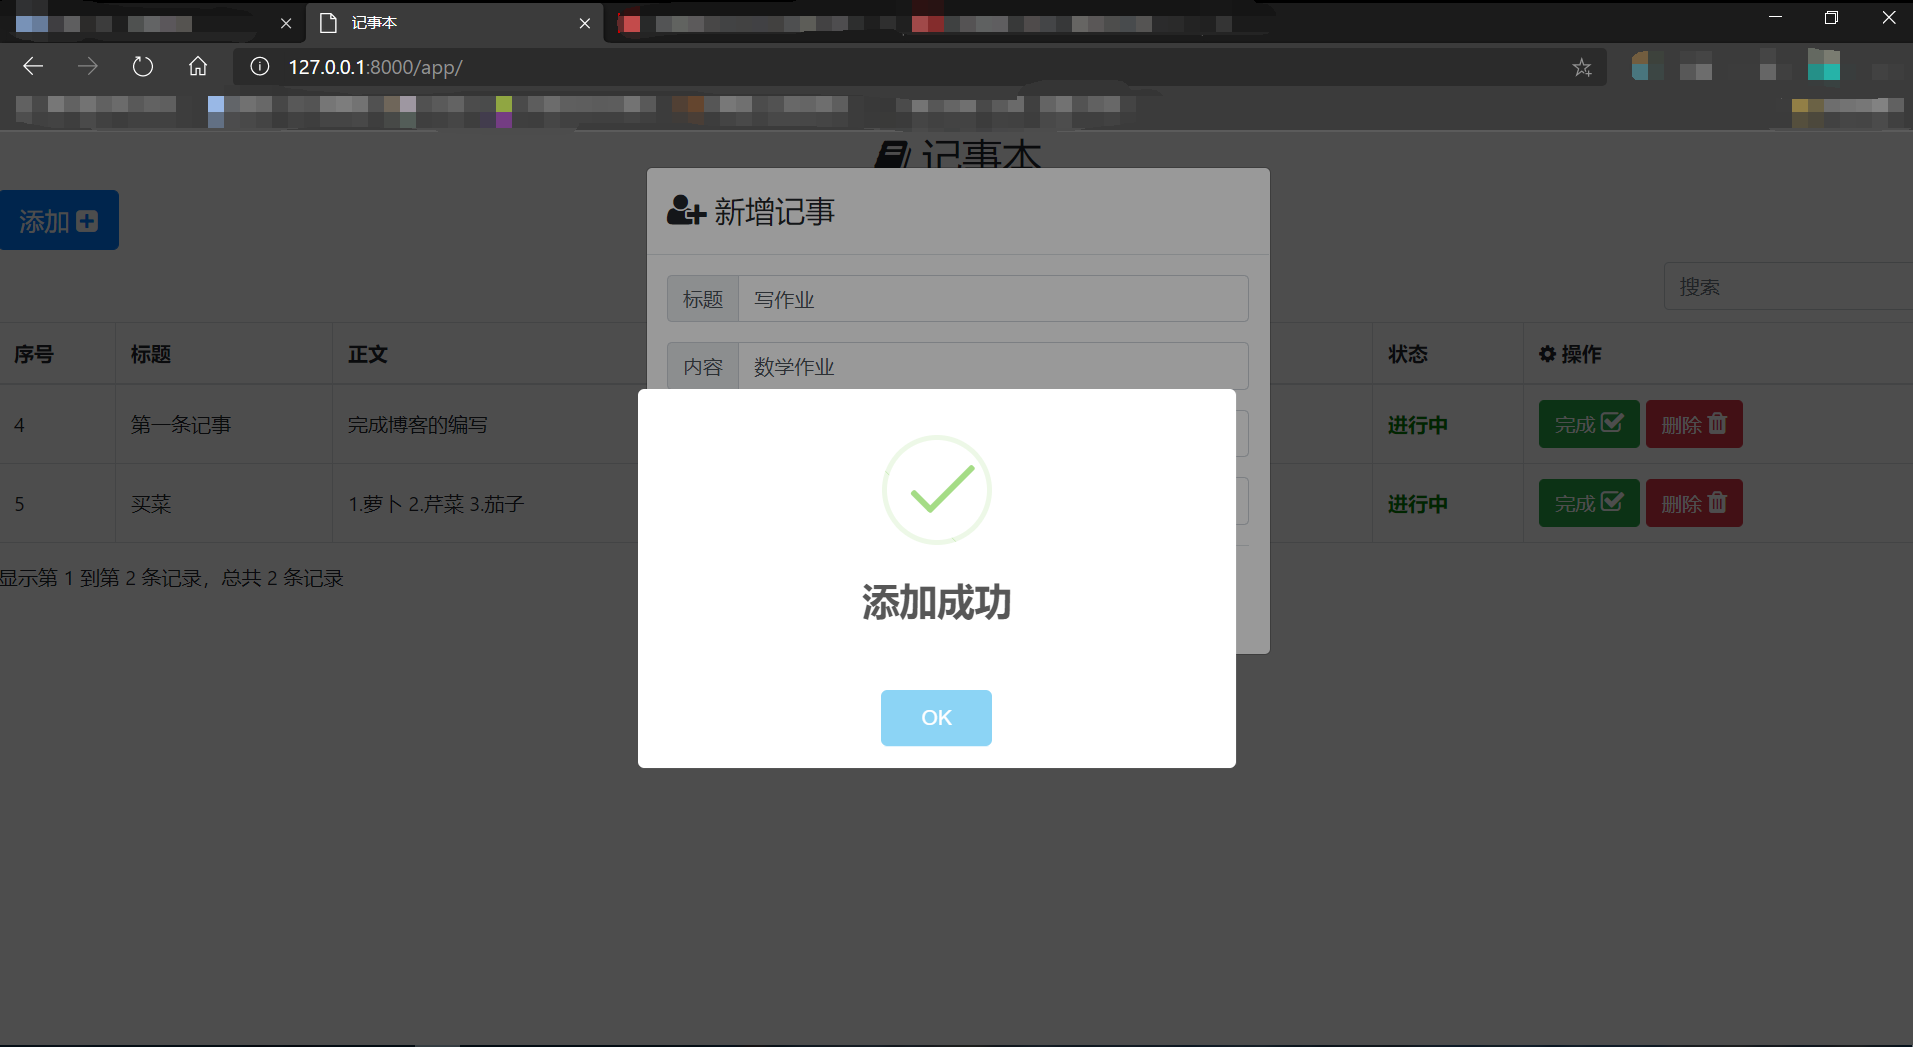 记事本
127.0.0.1:8000/app/
记事本
添加
新增记事
搜索
标题 写作业
内容 数学作业
序号 标题 正文 状态 操作
4 第一条记事 完成博客的编写 进行中 完成 删除
5 买菜 1.萝卜 2.芹菜 3.茄子 进行中 完成 删除
显示第 1 到第 2 条记录，总共 2 条记录
添加成功
OK